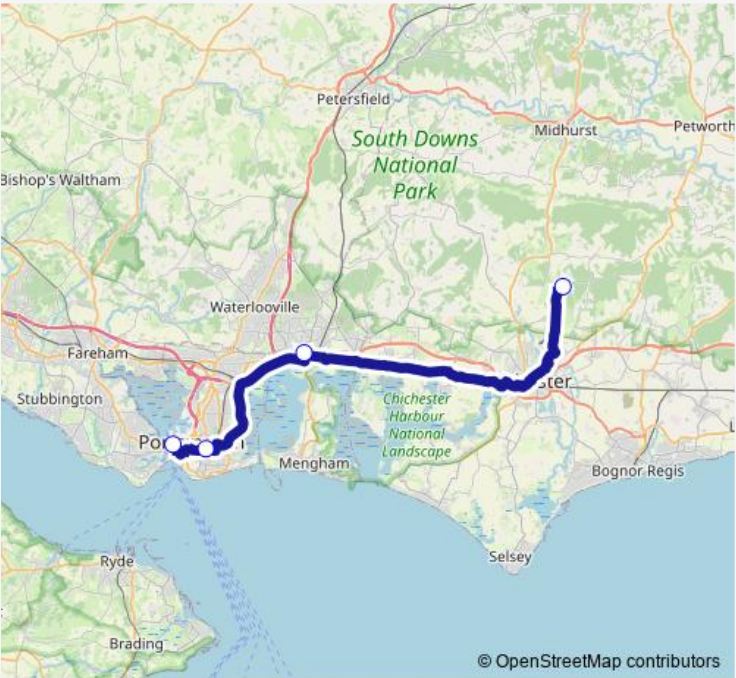 Petersfield
Midhurst
Petworth
South Downs
National
Park
Bishop's Waltham
Waterlooville
Fareham
Stubbington
Chichester
Harbour
National
Landscape
Mengham
Bognor Regis
Selsey
Ryde
Brading
© OpenStreetMap contributors